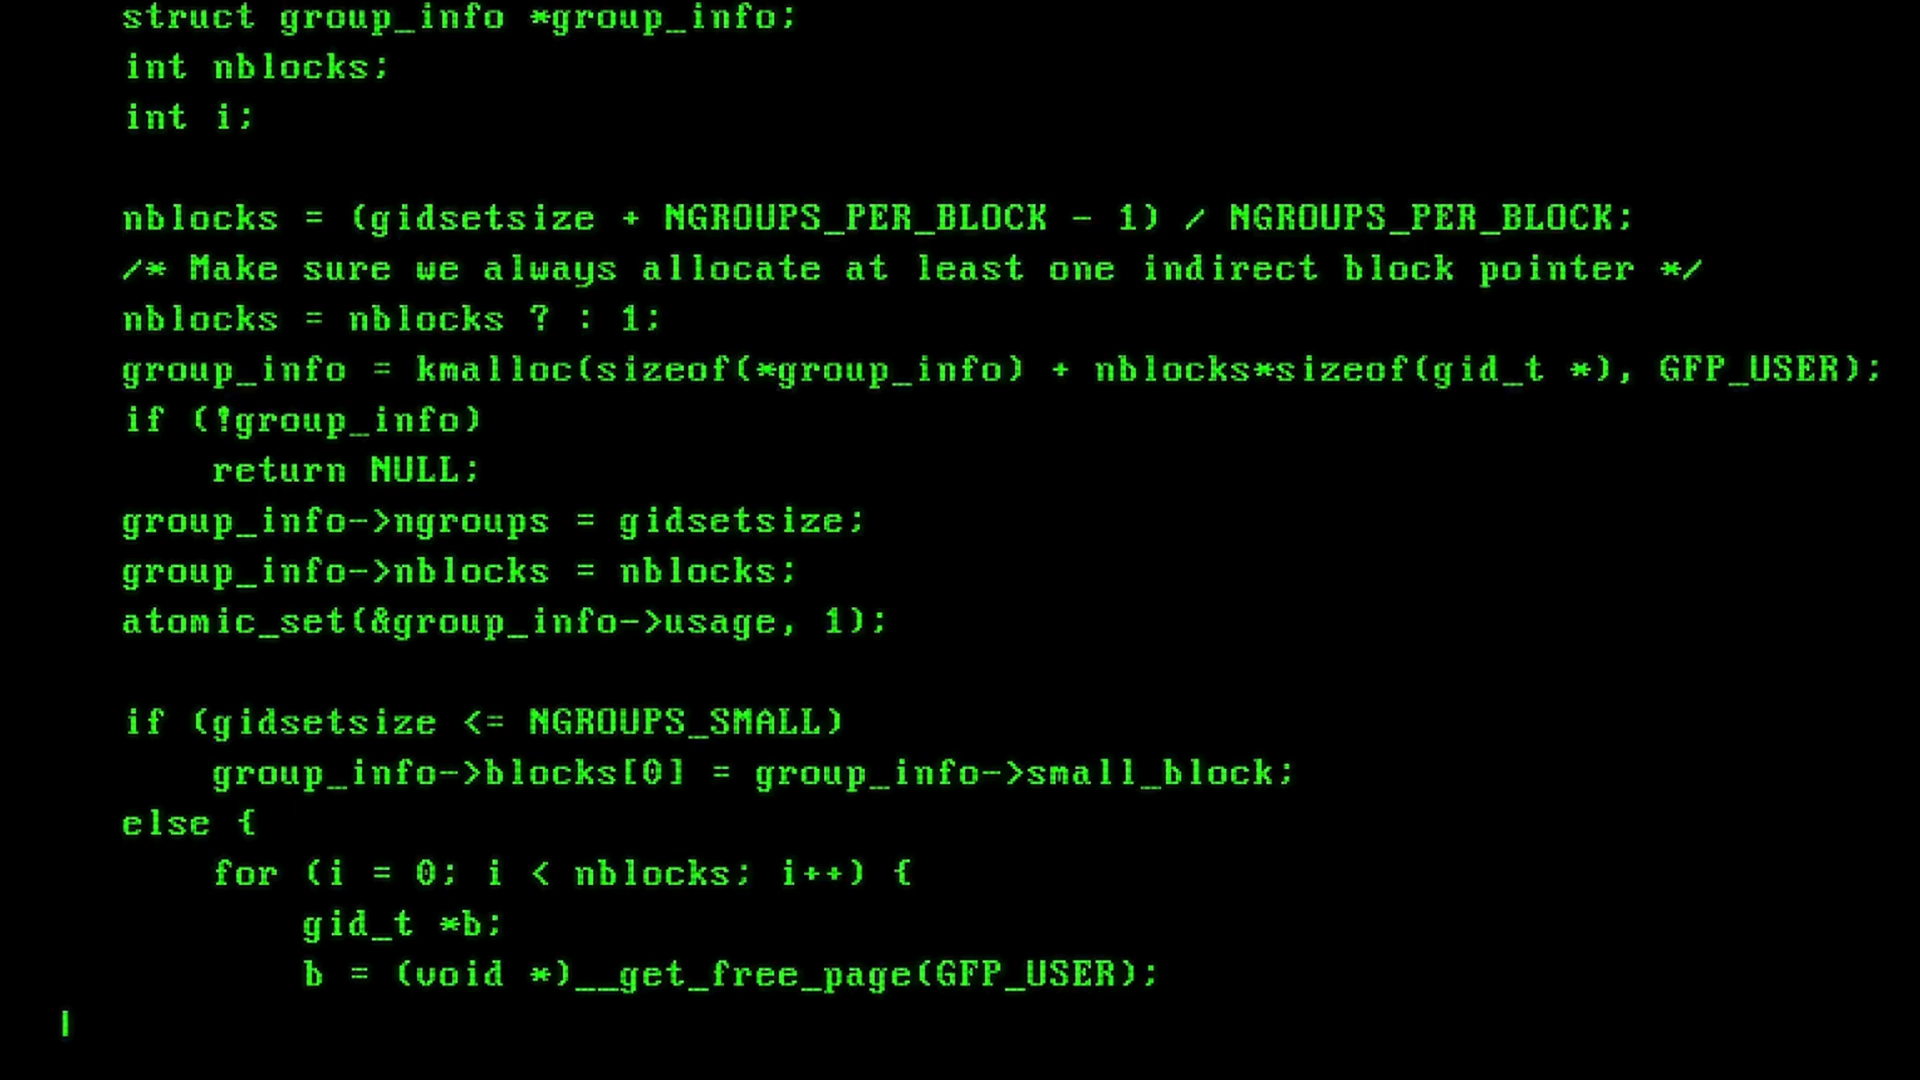 struct group_info *group_info;
int nblocks;
int i;
nblocks = (gidsetsize + NGROUPS_PER_BLOCK - 1) / NGROUPS_PER_BLOCK;
/* Make sure we always allocate at least one indirect block pointer */
nblocks = nblocks ? : 1;
group_info = kmalloc(sizeof(*group_info) + nblocks*sizeof(gid_t *), GFP_USER);
if (!group_info)
return NULL;
group_info->ngroups = gidsetsize;
group_info->nblocks = nblocks;
atomic_set(&group_info->usage, 1);
if (gidsetsize <= NGROUPS_SMALL)
group_info->blocks[0] = group_info->small_block;
else {
for (i = 0; i < nblocks; i++) {
gid_t *b;
b = (void *)__get_free_page(GFP_USER);